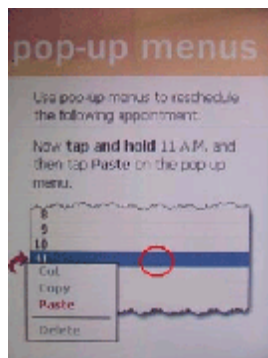 pop-up menus
Use pop-up menus to reschedule
the following appointment.
Now tap and hold 11 A.M. and
then tap Paste on the pop-up
menu.
8
9
10
11
Cut
Copy
Paste
Delete